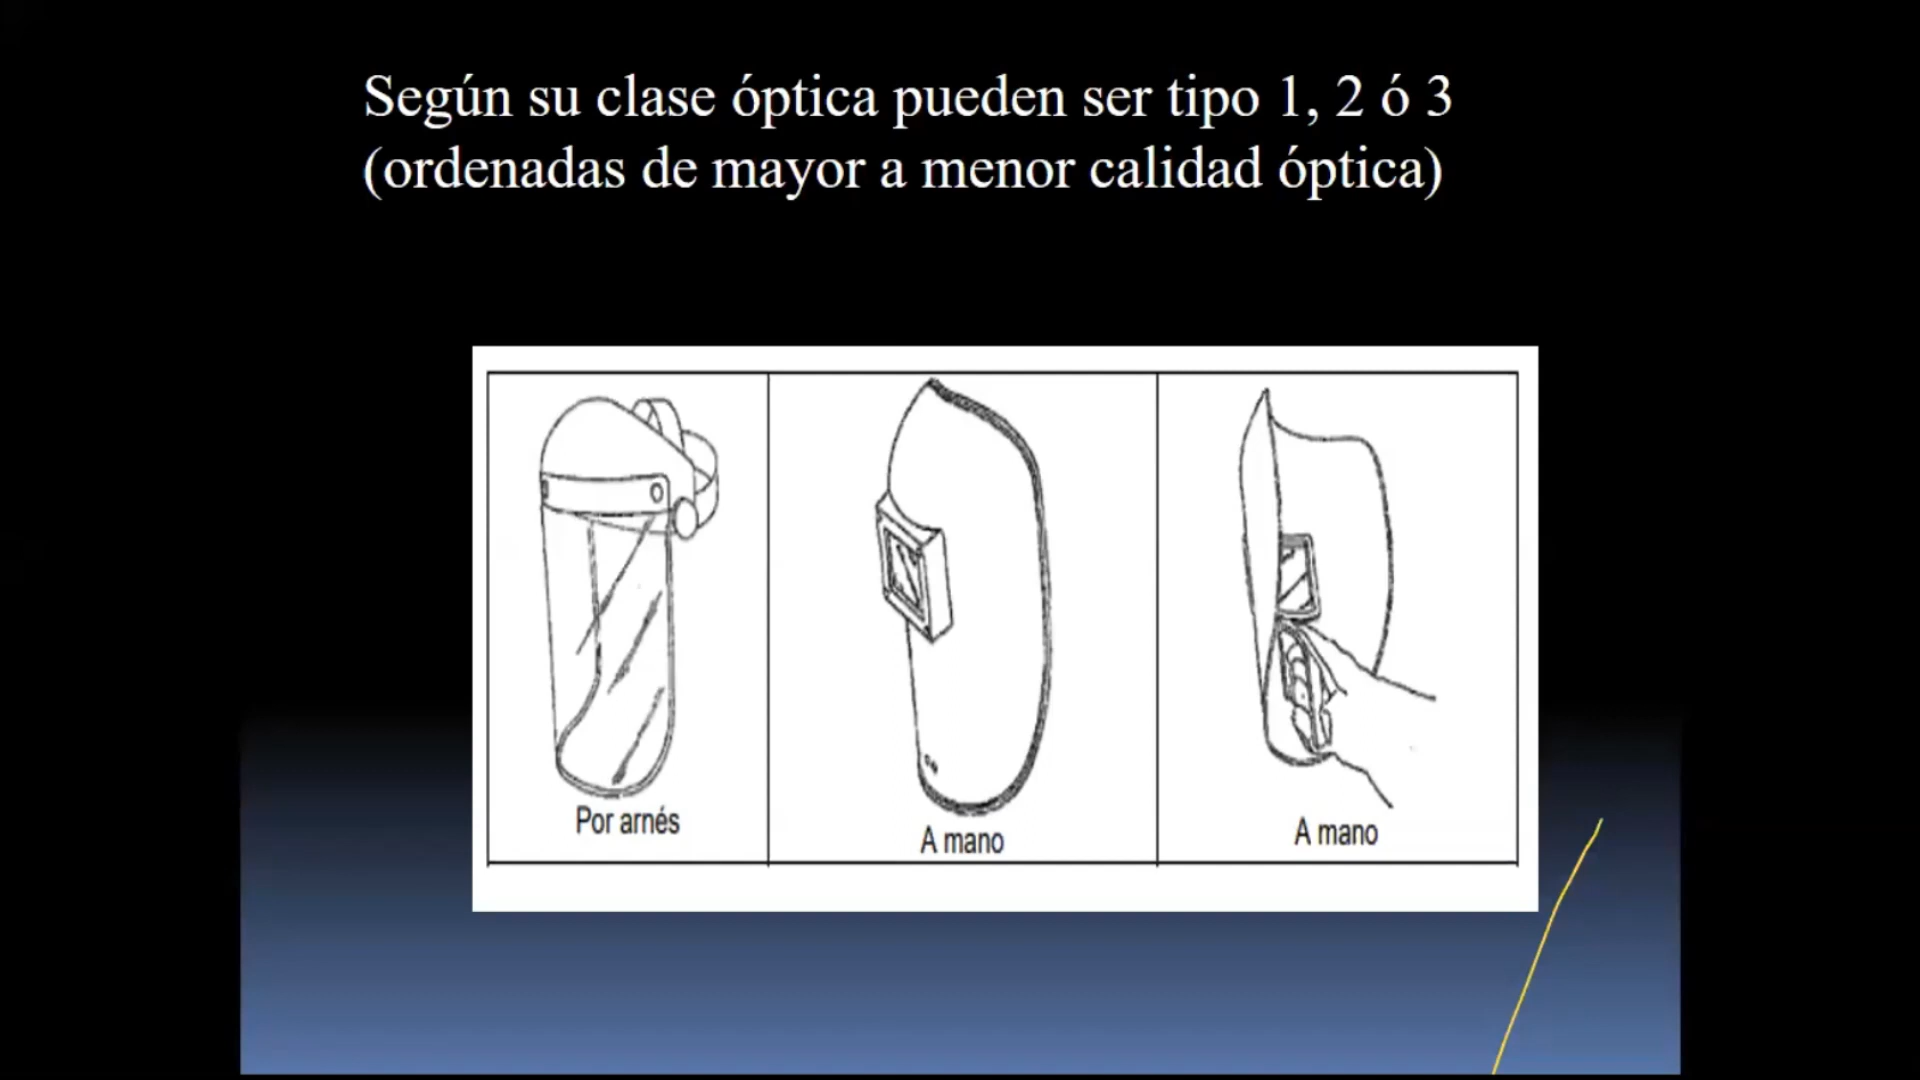 Según su clase óptica pueden ser tipo 1, 2 ó 3
(ordenadas de mayor a menor calidad óptica)
Por arnés
A mano
A mano